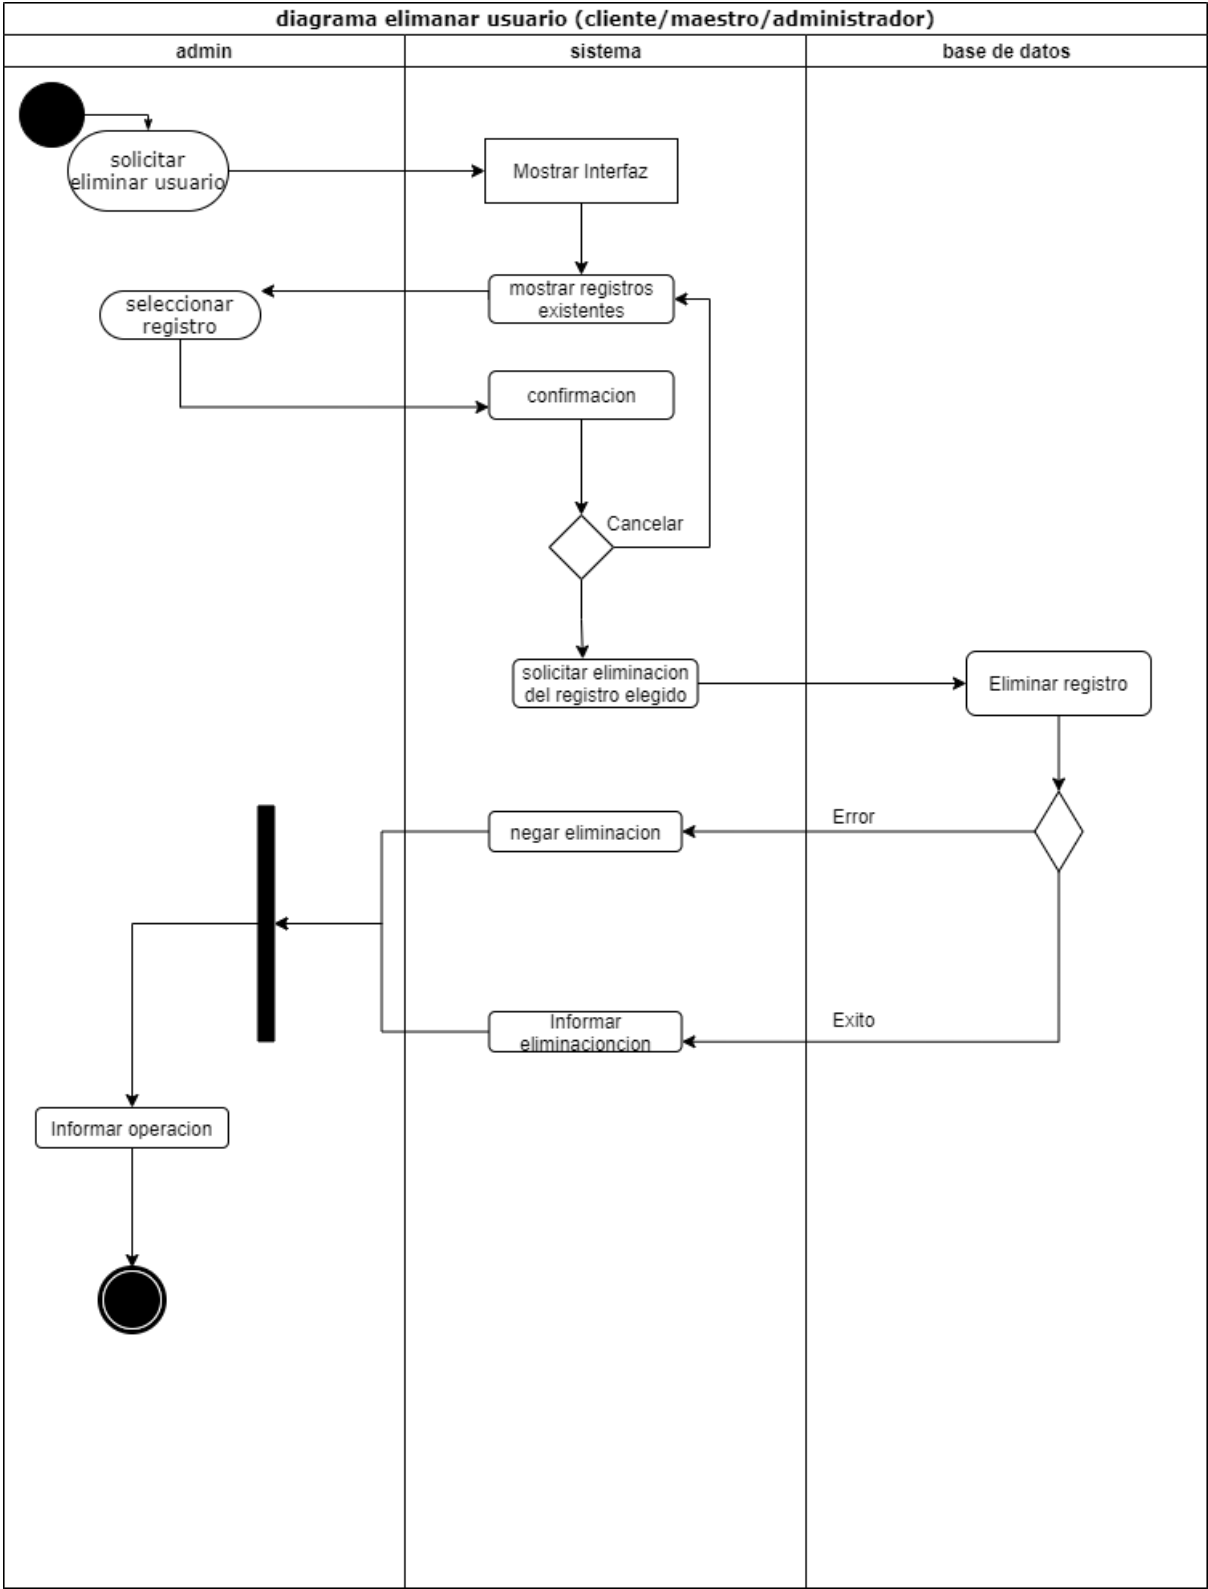 diagrama elimanar usuario (cliente/maestro/administrador)
admin
sistema
base de datos
solicitar
eliminar usuario
Mostrar Interfaz
mostrar registros
existentes
seleccionar
registro
confirmacion
Cancelar
solicitar eliminacion
del registro elegido
Eliminar registro
Error
negar eliminacion
Exito
Informar
eliminacioncion
Informar operacion